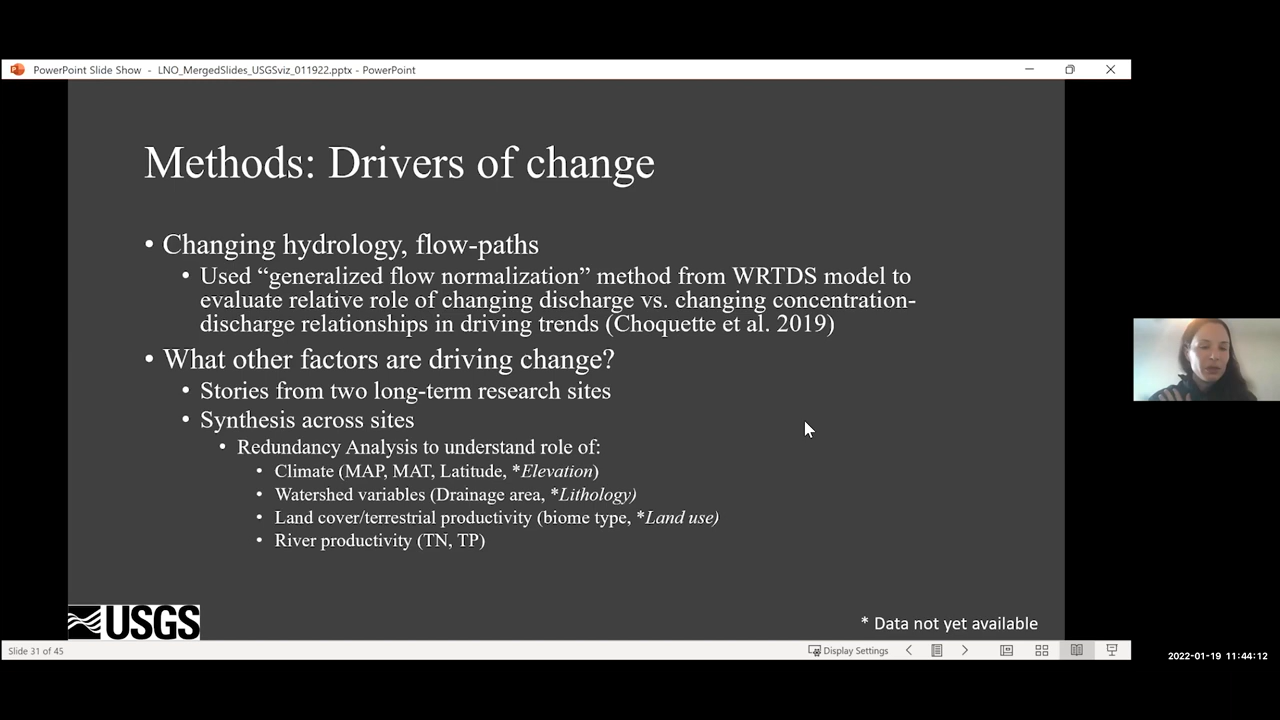 PowerPoint Slide Show - LNO_MergedSlides_USGSviz_011922.pptx - PowerPoint
Methods: Drivers of change
• Changing hydrology, flow-paths
• Used “generalized flow normalization” method from WRTDS model to
evaluate relative role of changing discharge vs. changing concentration-
discharge relationships in driving trends (Choquette et al. 2019)
• What other factors are driving change?
• Stories from two long-term research sites
• Synthesis across sites
• Redundancy Analysis to understand role of:
• Climate (MAP, MAT, Latitude, *Elevation)
• Watershed variables (Drainage area, *Lithology)
• Land cover/terrestrial productivity (biome type, *Land use)
• River productivity (TN, TP)
USGS
* Data not yet available
Slide 31 of 45
Display Settings
2022-01-19 11:44:12